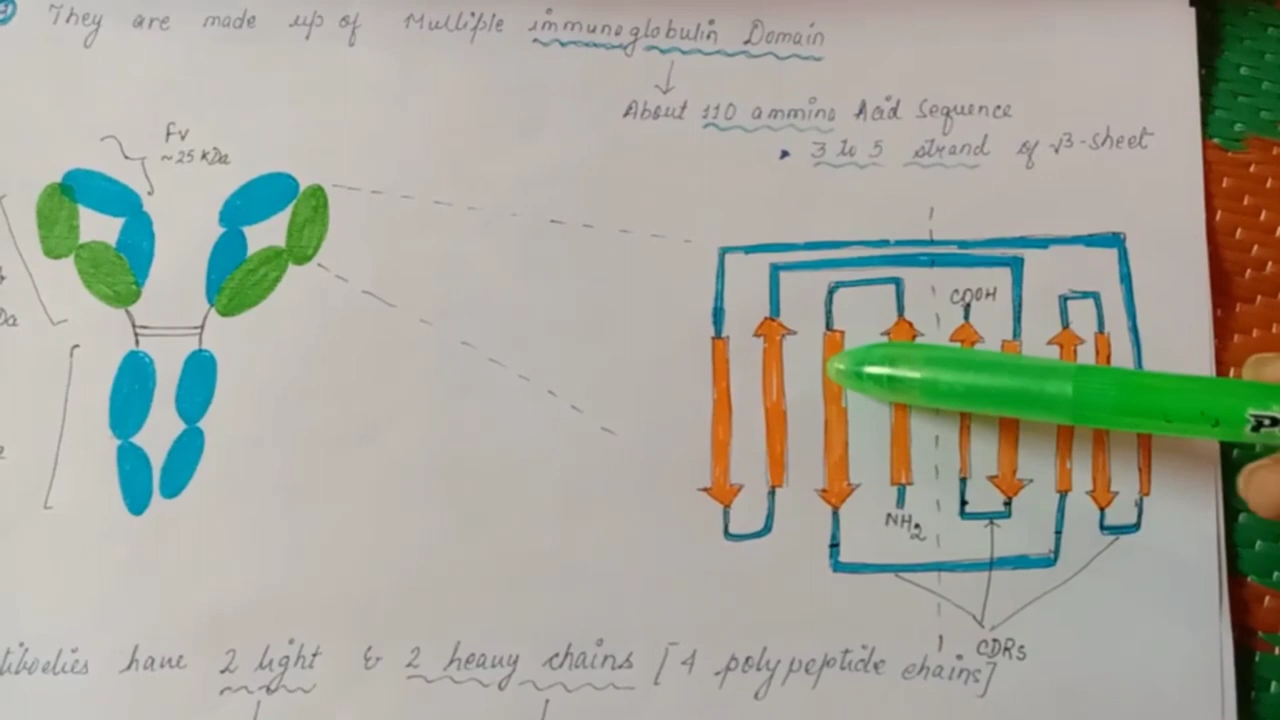 They are made up of Multiple immunoglobulin Domain
About 110 ammino Acid Sequence
3 to 5 strand of β-sheet
Fv
~25 KDa
COOH
NH2
CDRs
have 2 light & 2 heavy chains [4 polypeptide chains]